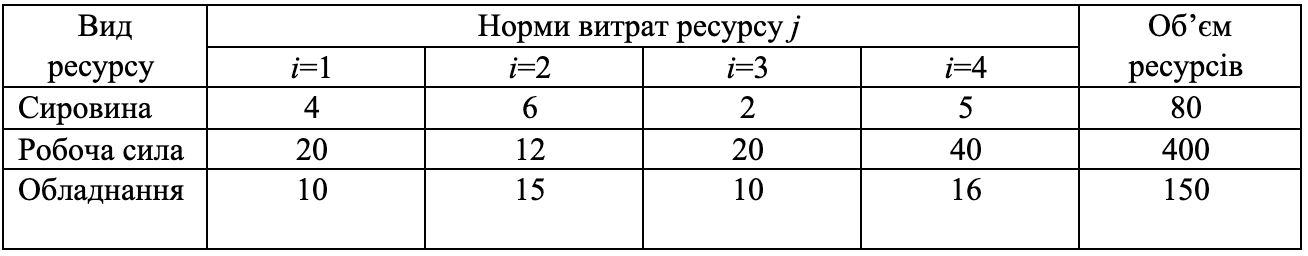 Вид ресурсу Норми витрат ресурсу j Об’єм ресурсів
i=1 i=2 i=3 i=4
Сировина 4 6 2 5 80
Робоча сила 20 12 20 40 400
Обладнання 10 15 10 16 150